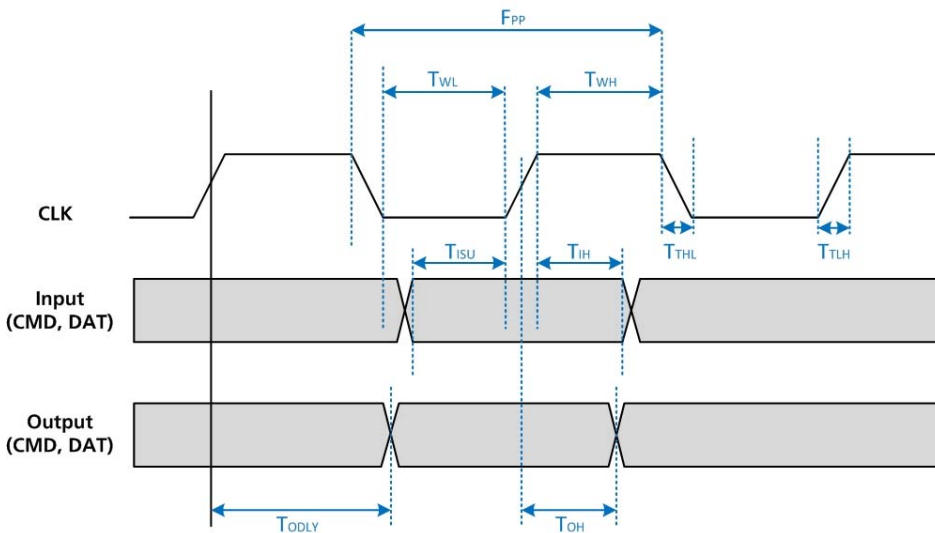 FPP
TWL
TWH
CLK
TISU
TIH
TTHL
TTLH
Input
(CMD, DAT)
Output
(CMD, DAT)
TODLY
TOH